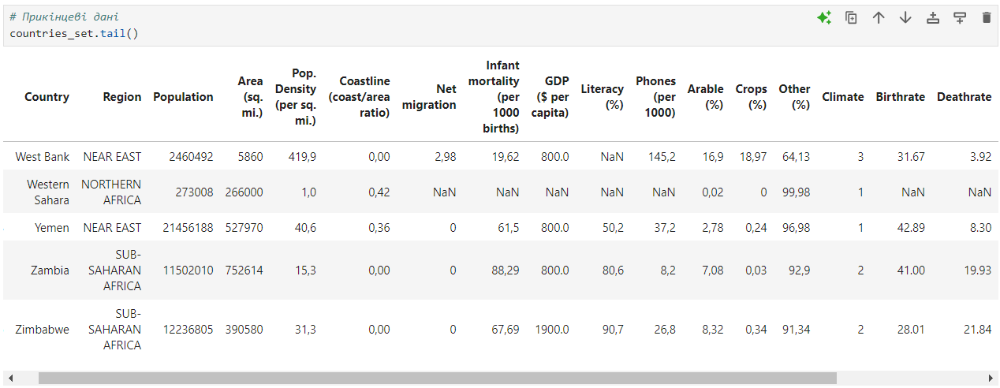 # Прикінцеві дані
countries_set.tail()
Country Region Population Area (sq. mi.) Pop. Density (per sq. mi.) Coastline (coast/area ratio) Net migration Infant mortality (per 1000 births) GDP ($ per capita) Literacy (%) Phones (per 1000) Arable (%) Crops (%) Other (%) Climate Birthrate Deathrate
West Bank NEAR EAST 2460492 5860 419,9 0,00 2,98 19,62 800.0 NaN 145,2 16,9 18,97 64,13 3 31.67 3.92
Western Sahara NORTHERN AFRICA 273008 266000 1,0 0,42 NaN NaN NaN NaN NaN 0,02 0 99,98 1 NaN NaN
Yemen NEAR EAST 21456188 527970 40,6 0,36 0 61,5 800.0 50,2 37,2 2,78 0,24 96,98 1 42.89 8.30
Zambia SUB-SAHARAN AFRICA 11502010 752614 15,3 0,00 0 88,29 800.0 80,6 8,2 7,08 0,03 92,9 2 41.00 19.93
Zimbabwe SUB-SAHARAN AFRICA 12236805 390580 31,3 0,00 0 67,69 1900.0 90,7 26,8 8,32 0,34 91,34 2 28.01 21.84